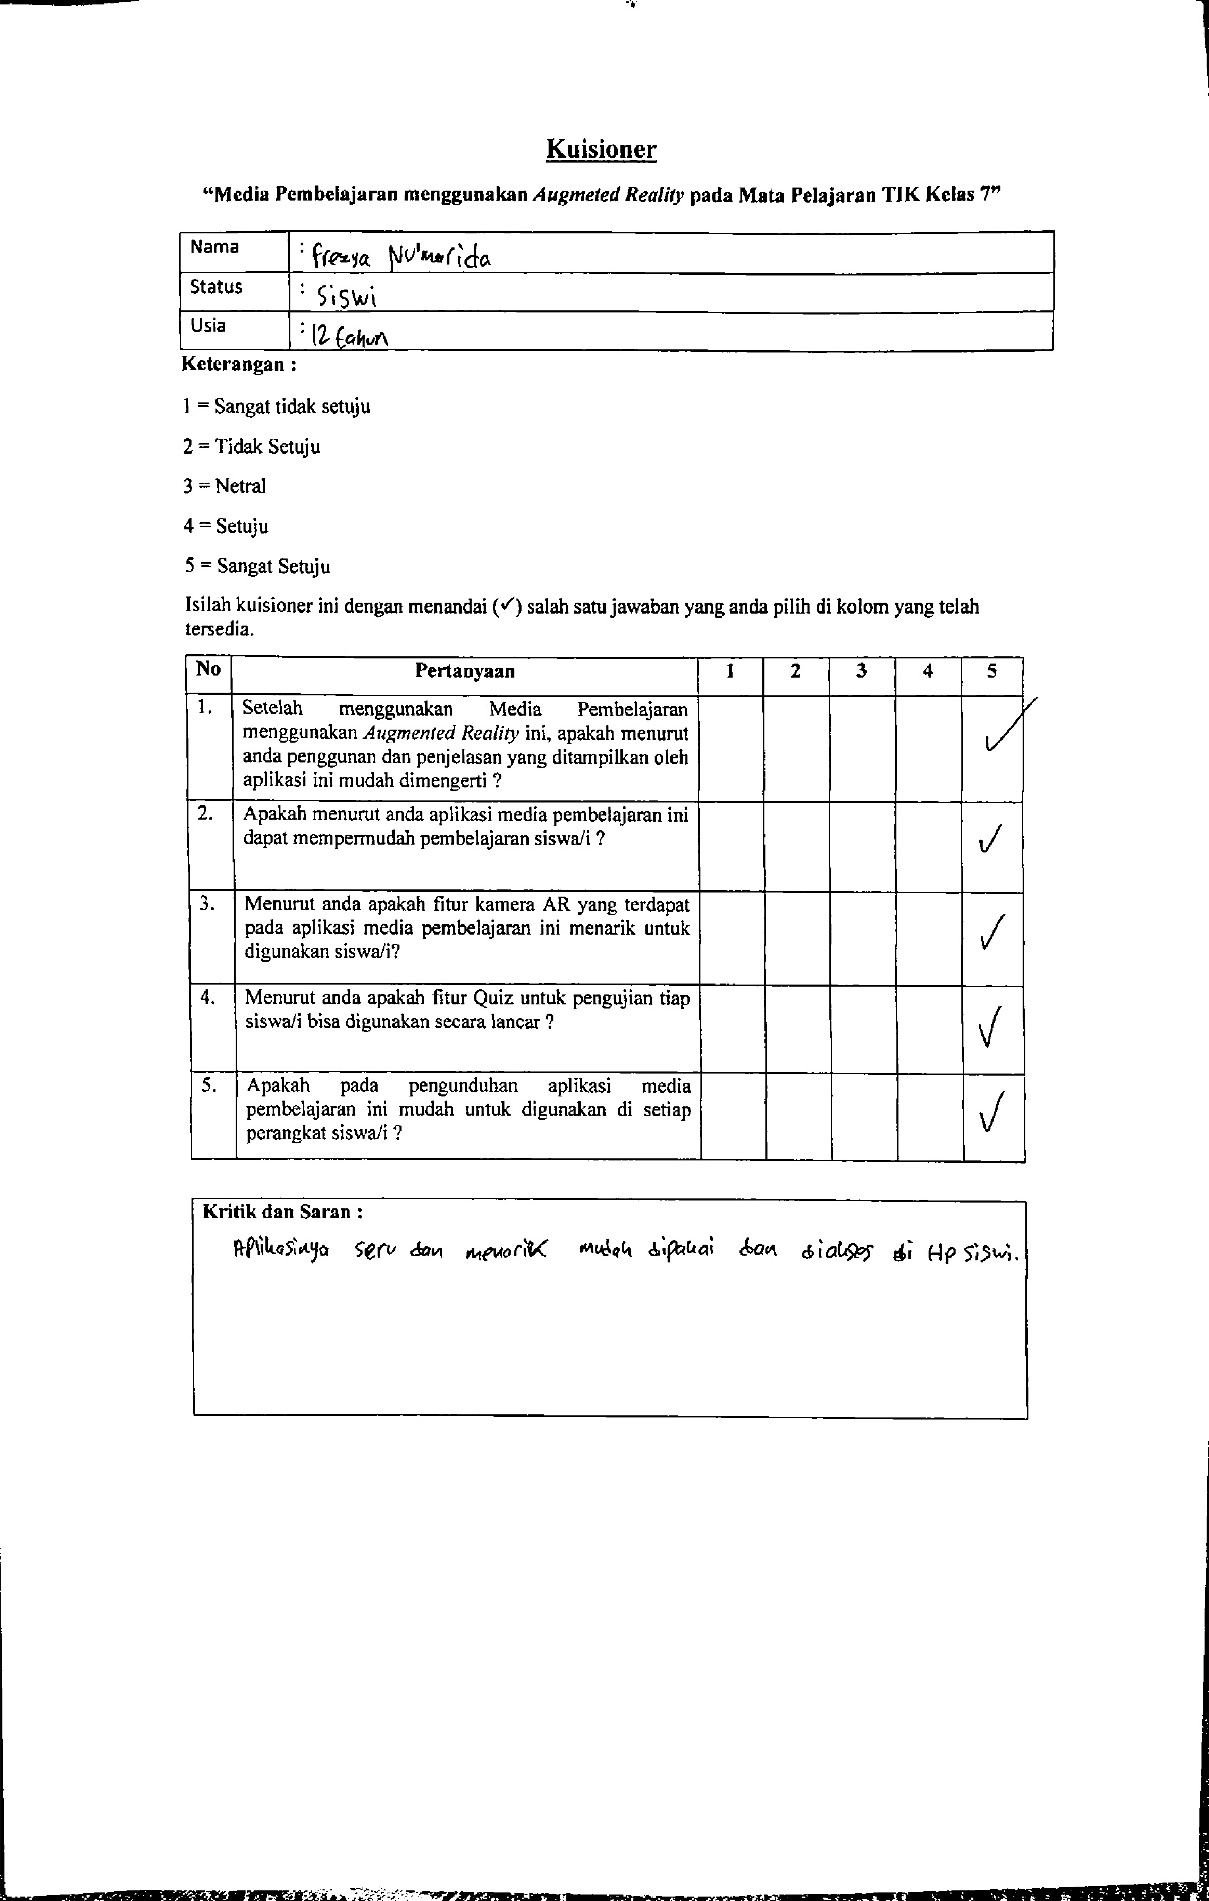 Kuisioner
“Media Pembelajaran menggunakan Augmeted Reality pada Mata Pelajaran TIK Kelas 7”
Nama :
Status : Siswi
Usia : 12 tahun
Keterangan :
1 = Sangat tidak setuju
2 = Tidak Setuju
3 = Netral
4 = Setuju
5 = Sangat Setuju
Isilah kuisioner ini dengan menandai (✓) salah satu jawaban yang anda pilih di kolom yang telah
tersedia.
No Pertanyaan 1 2 3 4 5
1. Setelah menggunakan Media Pembelajaran
menggunakan Augmented Reality ini, apakah menurut
anda penggunan dan penjelasan yang ditampilkan oleh
aplikasi ini mudah dimengerti ? ✓
2. Apakah menurut anda aplikasi media pembelajaran ini
dapat mempermudah pembelajaran siswa/i ? ✓
3. Menurut anda apakah fitur kamera AR yang terdapat
pada aplikasi media pembelajaran ini menarik untuk
digunakan siswa/i? ✓
4. Menurut anda apakah fitur Quiz untuk pengujian tiap
siswa/i bisa digunakan secara lancar ? ✓
5. Apakah pada pengunduhan aplikasi media
pembelajaran ini mudah untuk digunakan di setiap
perangkat siswa/i ? ✓
Kritik dan Saran :
Aplikasinya seru dan menarik mudah dipakai dan diakses di Hp siswi.